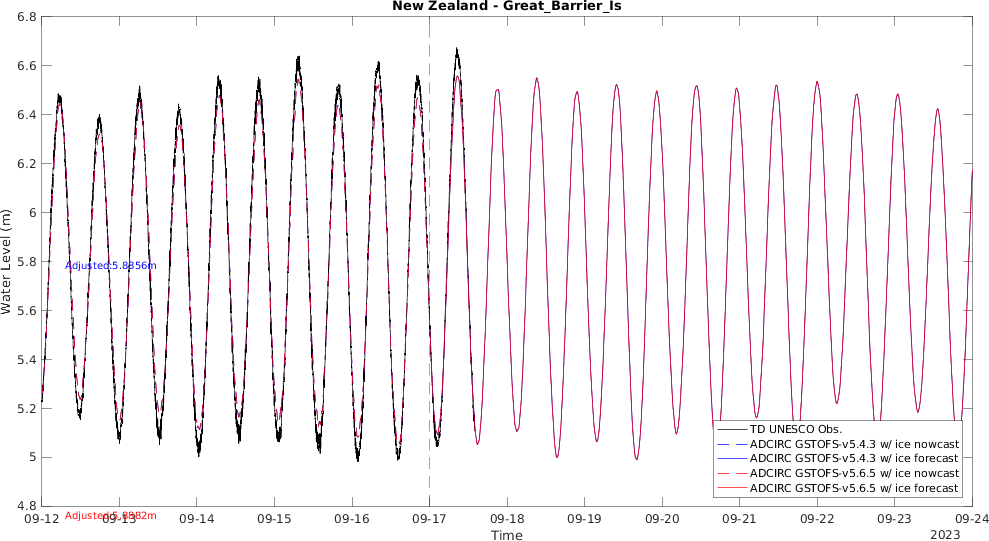 New Zealand - Great_Barrier_Is
6.8
6.6
6.4
6.2
6
5.8
5.6
5.4
5.2
5
4.8
Water Level (m)
Adjusted:5.8356m
Adjusted:5.8882m
TD UNESCO Obs.
ADCIRC GSTOFS-v5.4.3 w/ ice nowcast
ADCIRC GSTOFS-v5.4.3 w/ ice forecast
ADCIRC GSTOFS-v5.6.5 w/ ice nowcast
ADCIRC GSTOFS-v5.6.5 w/ ice forecast
09-12 09-13 09-14 09-15 09-16 09-17 09-18 09-19 09-20 09-21 09-22 09-23 09-24
Time
2023